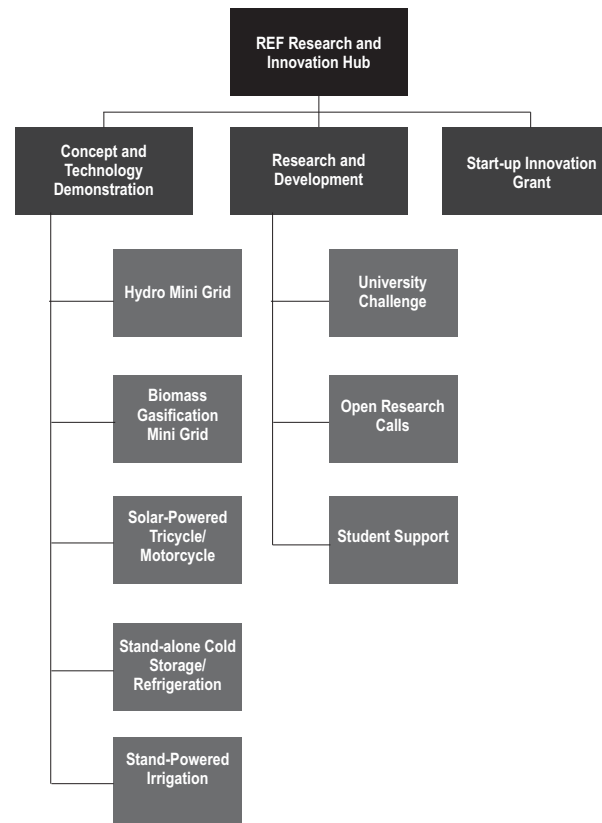 REF Research and
Innovation Hub
Concept and
Technology
Demonstration
Research and
Development
Start-up Innovation
Grant
Hydro Mini Grid
Biomass
Gasification
Mini Grid
Solar-Powered
Tricycle/
Motorcycle
Stand-alone Cold
Storage/
Refrigeration
Stand-Powered
Irrigation
University
Challenge
Open Research
Calls
Student Support